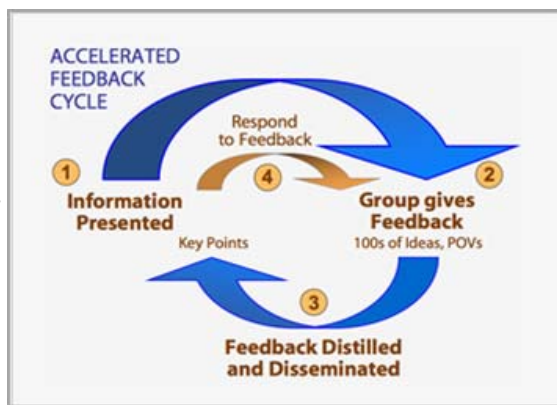 ACCELERATED
FEEDBACK
CYCLE
Respond
to Feedback
1
4
2
Information
Presented
Group gives
Feedback
100s of Ideas, POVs
Key Points
3
Feedback Distilled
and Disseminated